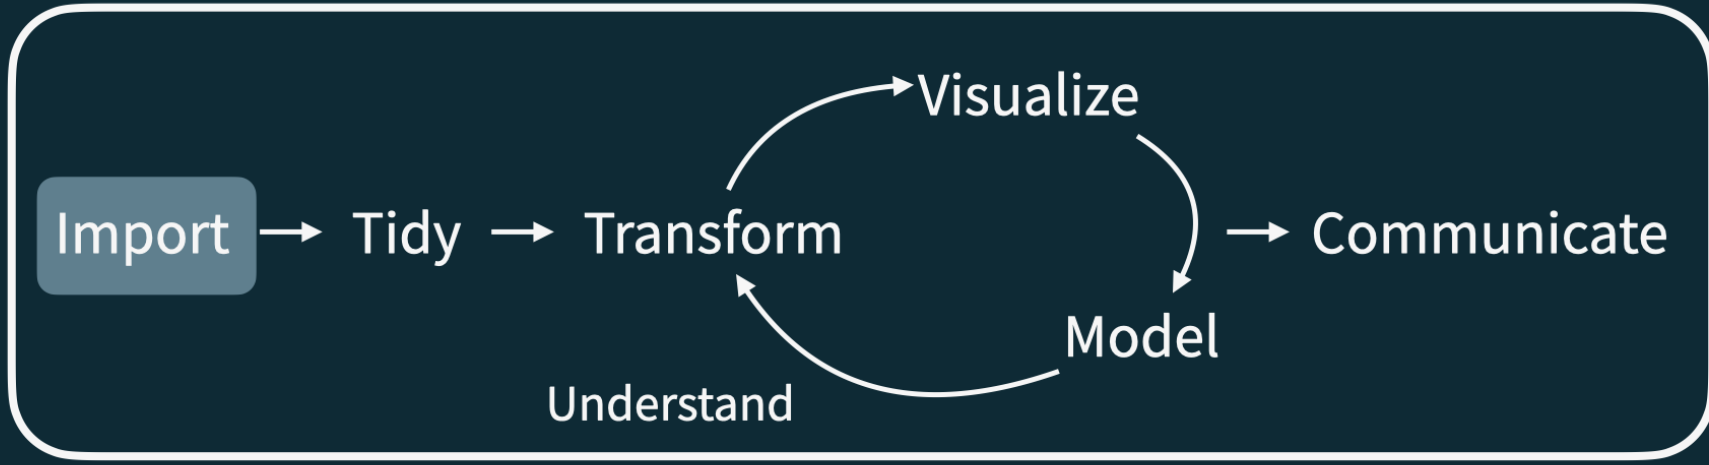 Visualize
Import
Tidy
Transform
Communicate
Model
Understand